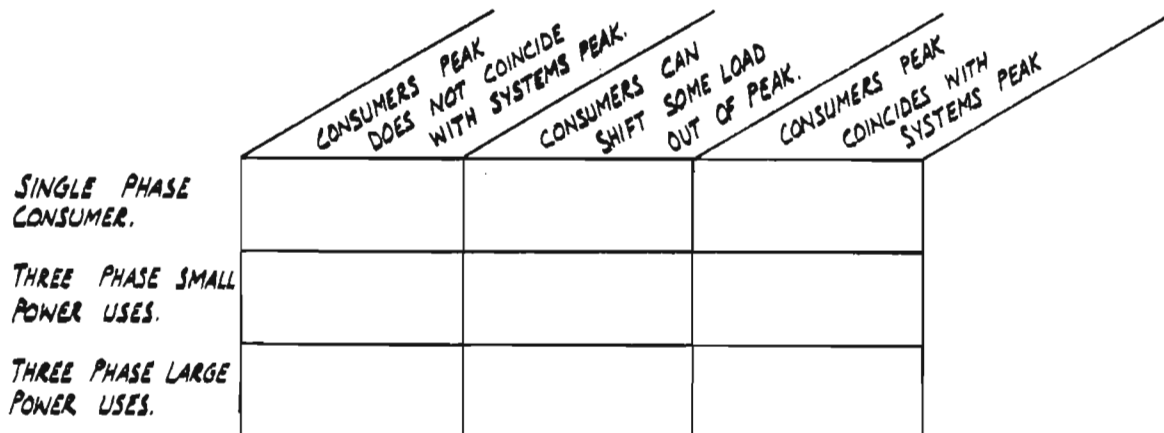 CONSUMERS PEAK
DOES NOT COINCIDE
WITH SYSTEMS PEAK.
CONSUMERS CAN
SHIFT SOME LOAD
OUT OF PEAK.
CONSUMERS PEAK
COINCIDES WITH
SYSTEMS PEAK
SINGLE PHASE
CONSUMER.
THREE PHASE SMALL
POWER USES.
THREE PHASE LARGE
POWER USES.